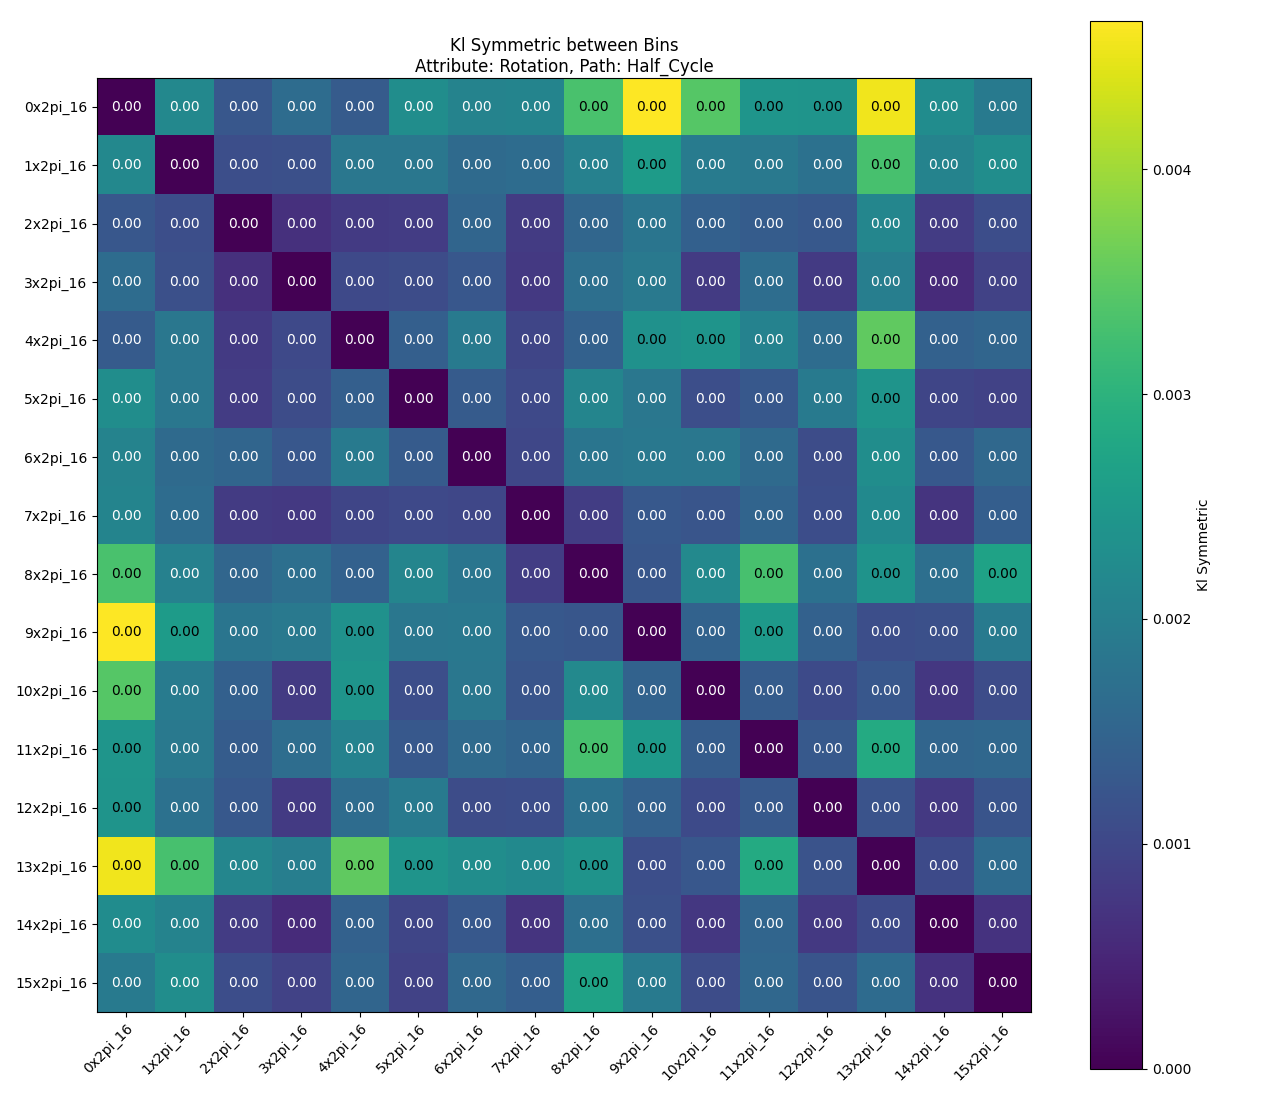 Kl Symmetric between Bins
Attribute: Rotation, Path: Half_Cycle
0x2pi_16 0.00 0.00 0.00 0.00 0.00 0.00 0.00 0.00 0.00 0.00 0.00 0.00 0.00 0.00 0.00 0.00
1x2pi_16 0.00 0.00 0.00 0.00 0.00 0.00 0.00 0.00 0.00 0.00 0.00 0.00 0.00 0.00 0.00 0.00
2x2pi_16 0.00 0.00 0.00 0.00 0.00 0.00 0.00 0.00 0.00 0.00 0.00 0.00 0.00 0.00 0.00 0.00
3x2pi_16 0.00 0.00 0.00 0.00 0.00 0.00 0.00 0.00 0.00 0.00 0.00 0.00 0.00 0.00 0.00 0.00
4x2pi_16 0.00 0.00 0.00 0.00 0.00 0.00 0.00 0.00 0.00 0.00 0.00 0.00 0.00 0.00 0.00 0.00
5x2pi_16 0.00 0.00 0.00 0.00 0.00 0.00 0.00 0.00 0.00 0.00 0.00 0.00 0.00 0.00 0.00 0.00
6x2pi_16 0.00 0.00 0.00 0.00 0.00 0.00 0.00 0.00 0.00 0.00 0.00 0.00 0.00 0.00 0.00 0.00
7x2pi_16 0.00 0.00 0.00 0.00 0.00 0.00 0.00 0.00 0.00 0.00 0.00 0.00 0.00 0.00 0.00 0.00
8x2pi_16 0.00 0.00 0.00 0.00 0.00 0.00 0.00 0.00 0.00 0.00 0.00 0.00 0.00 0.00 0.00 0.00
9x2pi_16 0.00 0.00 0.00 0.00 0.00 0.00 0.00 0.00 0.00 0.00 0.00 0.00 0.00 0.00 0.00 0.00
10x2pi_16 0.00 0.00 0.00 0.00 0.00 0.00 0.00 0.00 0.00 0.00 0.00 0.00 0.00 0.00 0.00 0.00
11x2pi_16 0.00 0.00 0.00 0.00 0.00 0.00 0.00 0.00 0.00 0.00 0.00 0.00 0.00 0.00 0.00 0.00
12x2pi_16 0.00 0.00 0.00 0.00 0.00 0.00 0.00 0.00 0.00 0.00 0.00 0.00 0.00 0.00 0.00 0.00
13x2pi_16 0.00 0.00 0.00 0.00 0.00 0.00 0.00 0.00 0.00 0.00 0.00 0.00 0.00 0.00 0.00 0.00
14x2pi_16 0.00 0.00 0.00 0.00 0.00 0.00 0.00 0.00 0.00 0.00 0.00 0.00 0.00 0.00 0.00 0.00
15x2pi_16 0.00 0.00 0.00 0.00 0.00 0.00 0.00 0.00 0.00 0.00 0.00 0.00 0.00 0.00 0.00 0.00
0x2pi_16 1x2pi_16 2x2pi_16 3x2pi_16 4x2pi_16 5x2pi_16 6x2pi_16 7x2pi_16 8x2pi_16 9x2pi_16 10x2pi_16 11x2pi_16 12x2pi_16 13x2pi_16 14x2pi_16 15x2pi_16
0.004
0.003
0.002
0.001
0.000
Kl Symmetric